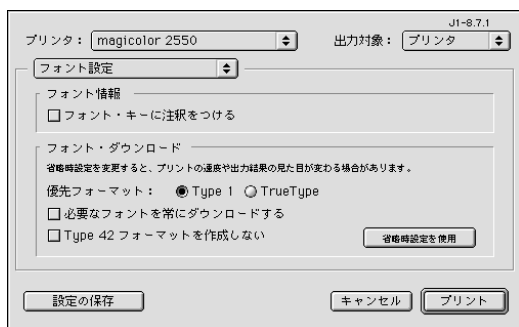 J1-8.7.1
プリンタ： magicolor 2550 出力対象： プリンタ
フォント設定
フォント情報
フォント・キーに注釈をつける
フォント・ダウンロード
省略時設定を変更すると、プリントの速度や出力結果の見た目が変わる場合があります。
優先フォーマット： Type 1 TrueType
必要なフォントを常にダウンロードする
Type 42 フォーマットを作成しない
省略時設定を使用
設定の保存 キャンセル プリント